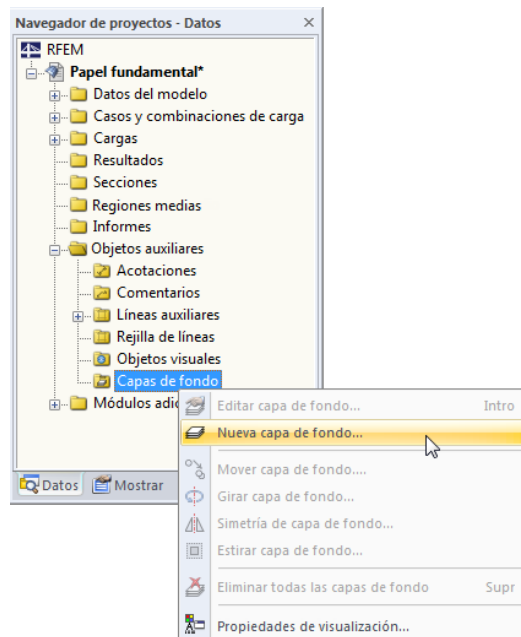 Navegador de proyectos - Datos
RFEM
Papel fundamental*
Datos del modelo
Casos y combinaciones de carga
Cargas
Resultados
Secciones
Regiones medias
Informes
Objetos auxiliares
Acotaciones
Comentarios
Líneas auxiliares
Rejilla de líneas
Objetos visuales
Capas de fondo
Módulos adic
Editar capa de fondo... Intro
Nueva capa de fondo...
Mover capa de fondo....
Girar capa de fondo...
Simetría de capa de fondo...
Estirar capa de fondo...
Eliminar todas las capas de fondo Supr
Propiedades de visualización...
Datos Mostrar